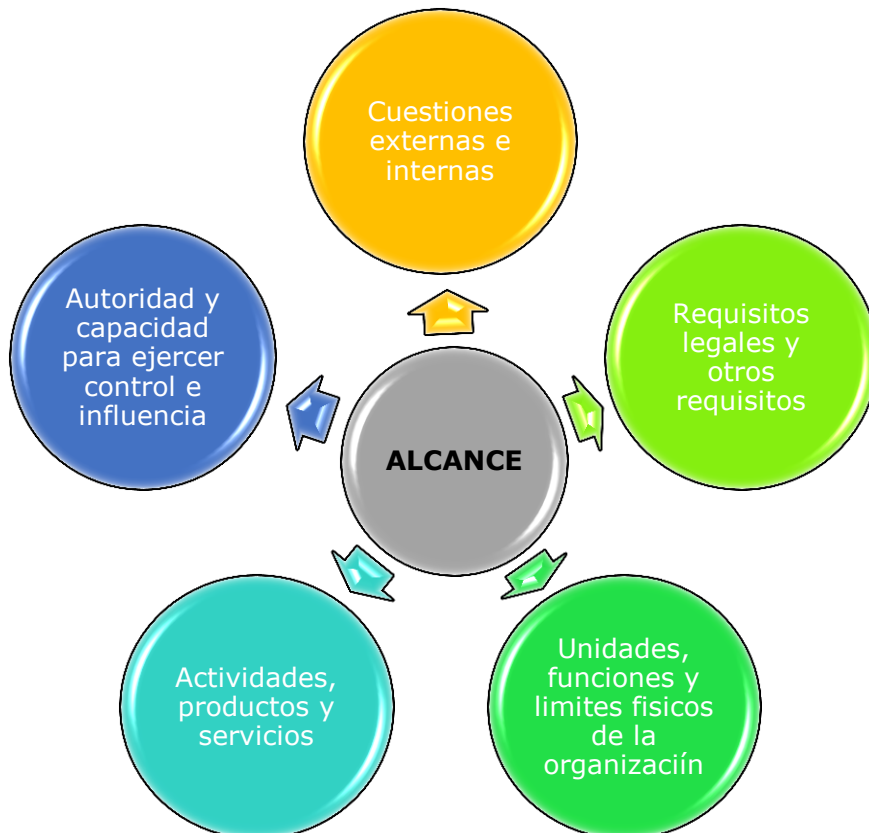 Cuestiones
externas e
internas
Autoridad y
capacidad
para ejercer
control e
influencia
Requisitos
legales y
otros
requisitos
ALCANCE
Actividades,
productos y
servicios
Unidades,
funciones y
limites fisicos
de la
organizaciín